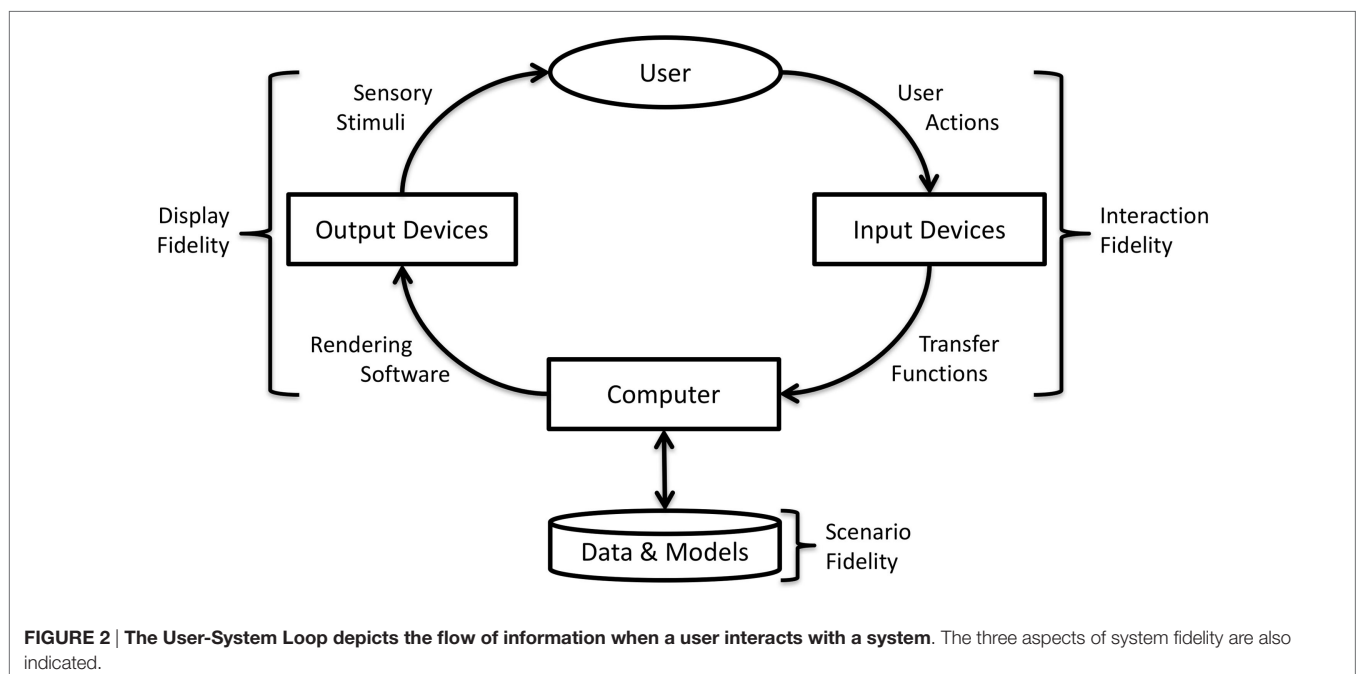 User
Sensory
Stimuli
User
Actions
Display
Fidelity
Output Devices
Input Devices
Interaction
Fidelity
Rendering
Software
Transfer
Functions
Computer
Data & Models
Scenario
Fidelity
FIGURE 2 | The User-System Loop depicts the flow of information when a user interacts with a system. The three aspects of system fidelity are also
indicated.